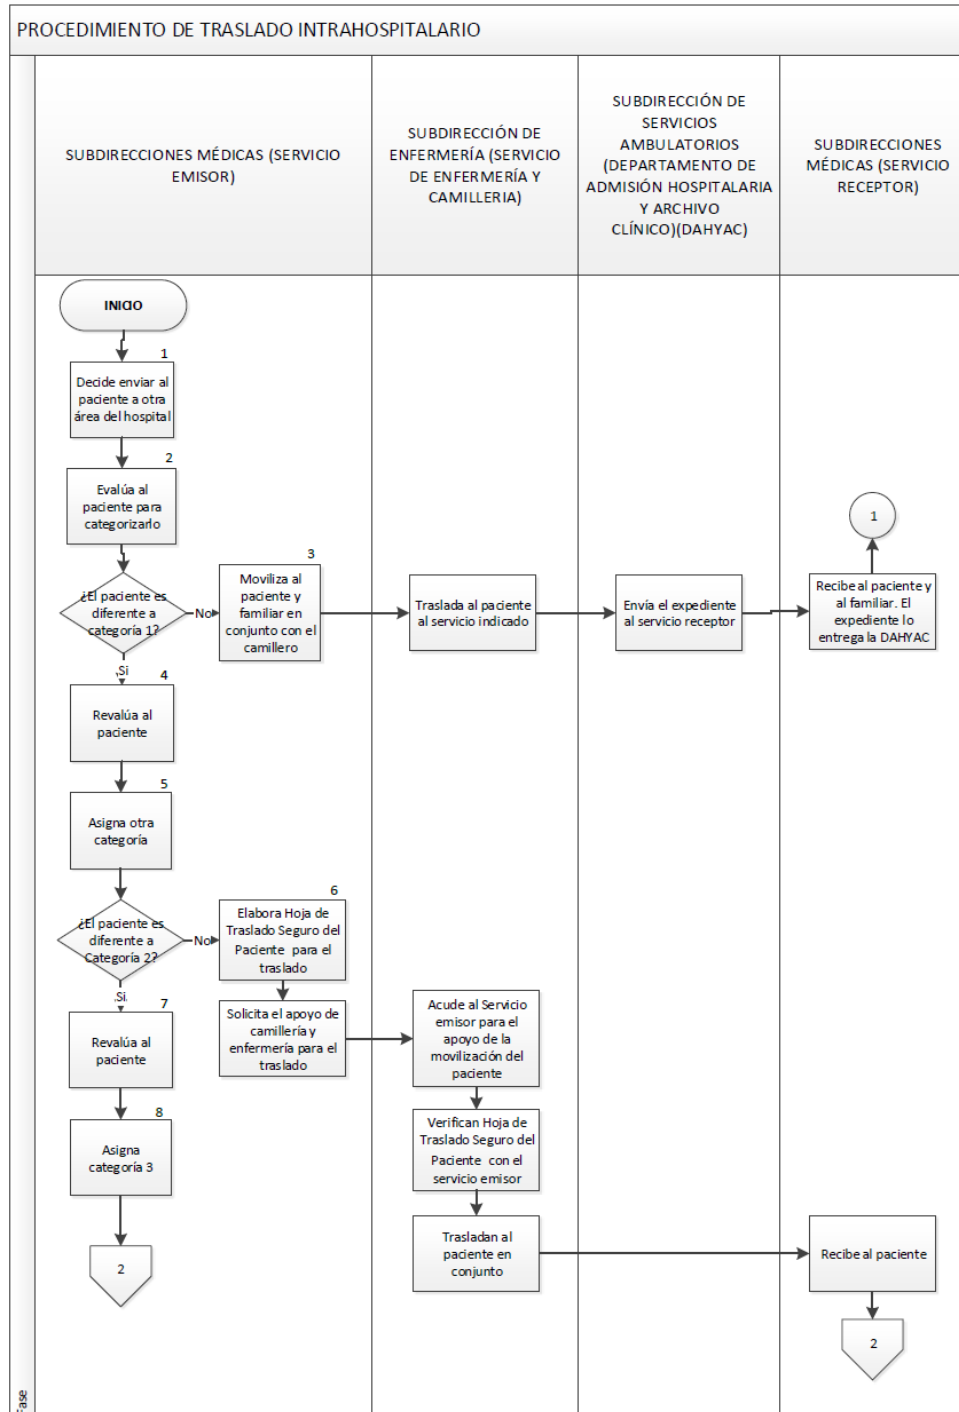 PROCEDIMIENTO DE TRASLADO INTRAHOSPITALARIO
SUBDIRECCIONES MÉDICAS (SERVICIO
EMISOR)
SUBDIRECCIÓN DE
ENFERMERÍA (SERVICIO
DE ENFERMERÍA Y
CAMILLERIA)
SUBDIRECCIÓN DE
SERVICIOS
AMBULATORIOS
(DEPARTAMENTO DE
ADMISIÓN HOSPITALARIA
Y ARCHIVO
CLÍNICO)(DAHYAC)
SUBDIRECCIONES
MÉDICAS (SERVICIO
RECEPTOR)
INICIO
1
Decide enviar al
paciente a otra
área del hospital
2
Evalúa al
paciente para
categorizarlo
¿El paciente es
diferente a
categoría 1?
No
3
Moviliza al
paciente y
familiar en
conjunto con el
camillero
Traslada al paciente
al servicio indicado
Envía el expediente
al servicio receptor
Recibe al paciente y
al familiar. El
expediente lo
entrega la DAHYAC
1
Si
4
Revalúa al
paciente
5
Asigna otra
categoría
¿El paciente es
diferente a
Categoría 2?
No
6
Elabora Hoja de
Traslado Seguro del
Paciente para el
traslado
Solicita el apoyo de
camillería y
enfermería para el
traslado
Acude al Servicio
emisor para el
apoyo de la
movilización del
paciente
Verifican Hoja de
Traslado Seguro del
Paciente con el
servicio emisor
Trasladan al
paciente en
conjunto
Recibe al paciente
2
Si
7
Revalúa al
paciente
8
Asigna
categoría 3
2
Fase